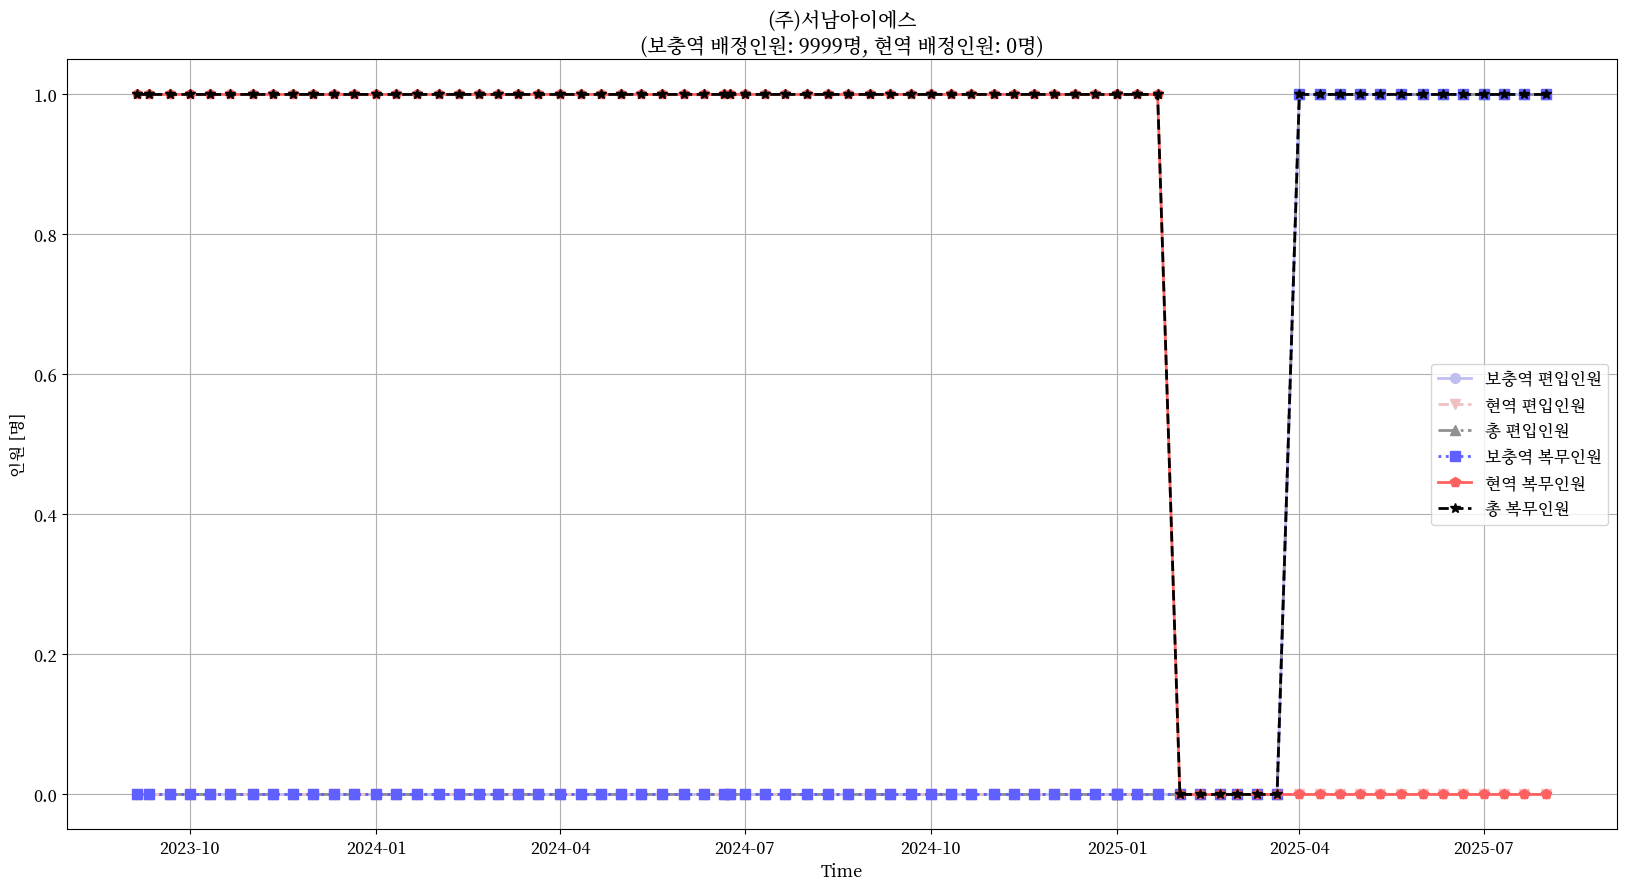 (주)서남아이에스
(보충역 배정인원: 9999명, 현역 배정인원: 0명)
인원 [명]
1.0
0.8
0.6
0.4
0.2
0.0
보충역 편입인원
현역 편입인원
총 편입인원
보충역 복무인원
현역 복무인원
총 복무인원
2023-10
2024-01
2024-04
2024-07
2024-10
2025-01
2025-04
2025-07
Time